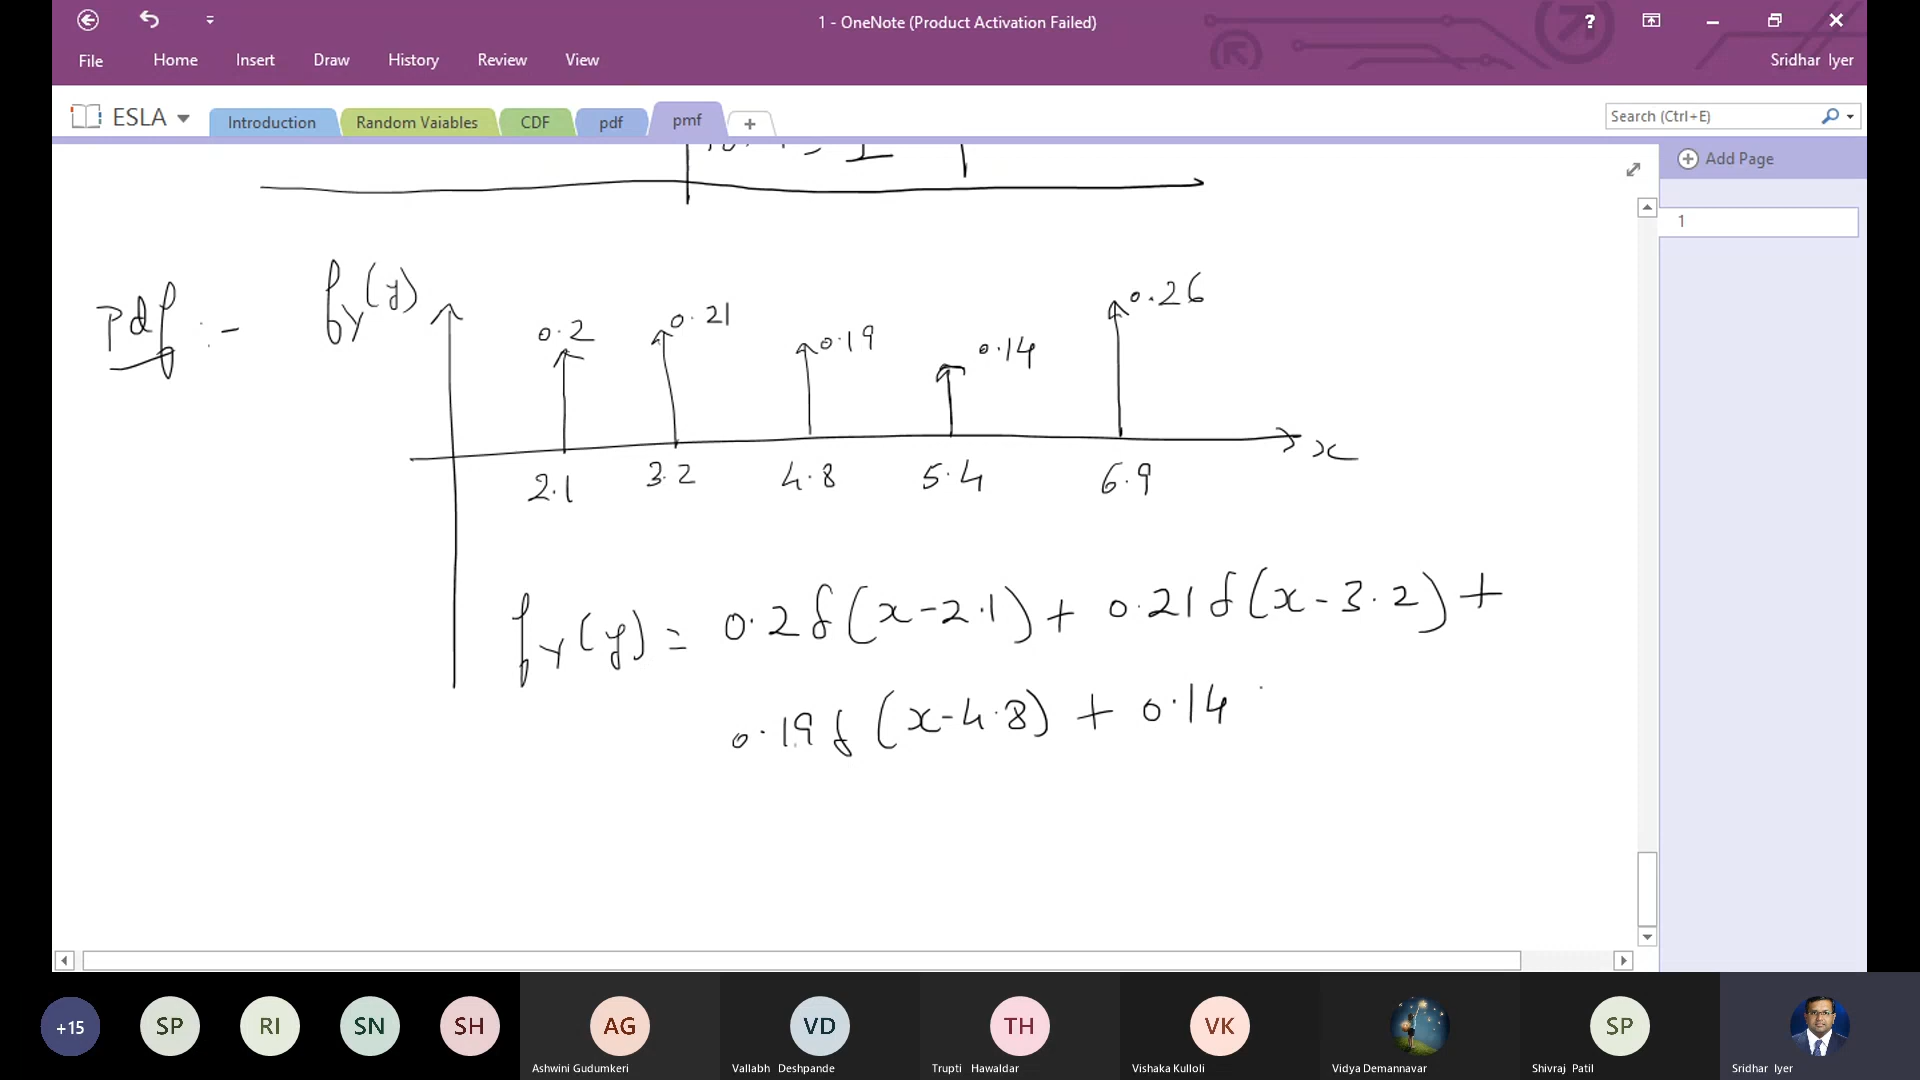 1 - OneNote (Product Activation Failed)
?
File Home Insert Draw History Review View
Sridhar Iyer
ESLA Introduction Random Vaiables CDF pdf pmf +
Search (Ctrl+E)
Add Page
1
pdf :- fY(y)
0.2 0.21 0.19 0.14 0.26
x
2.1 3.2 4.8 5.4 6.9
fY(y) = 0.2 δ(x-2.1) + 0.21 δ(x-3.2) +
0.19 δ (x-4.8) + 0.14
+15 SP RI SN SH AG VD TH VK SP
Ashwini Gudumkeri Vallabh Deshpande Trupti Hawaldar Vishaka Kulloli Vidya Demannavar Shivraj Patil Sridhar Iyer